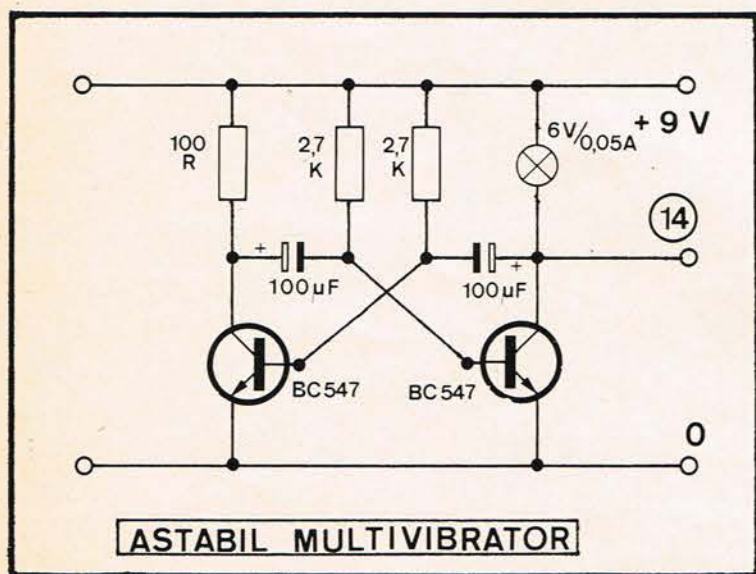 100
R
2,7
K
2,7
K
6V/0,05A
+ 9 V
14
+
100µF
100µF
+
BC547
BC547
0
ASTABIL MULTIVIBRATOR